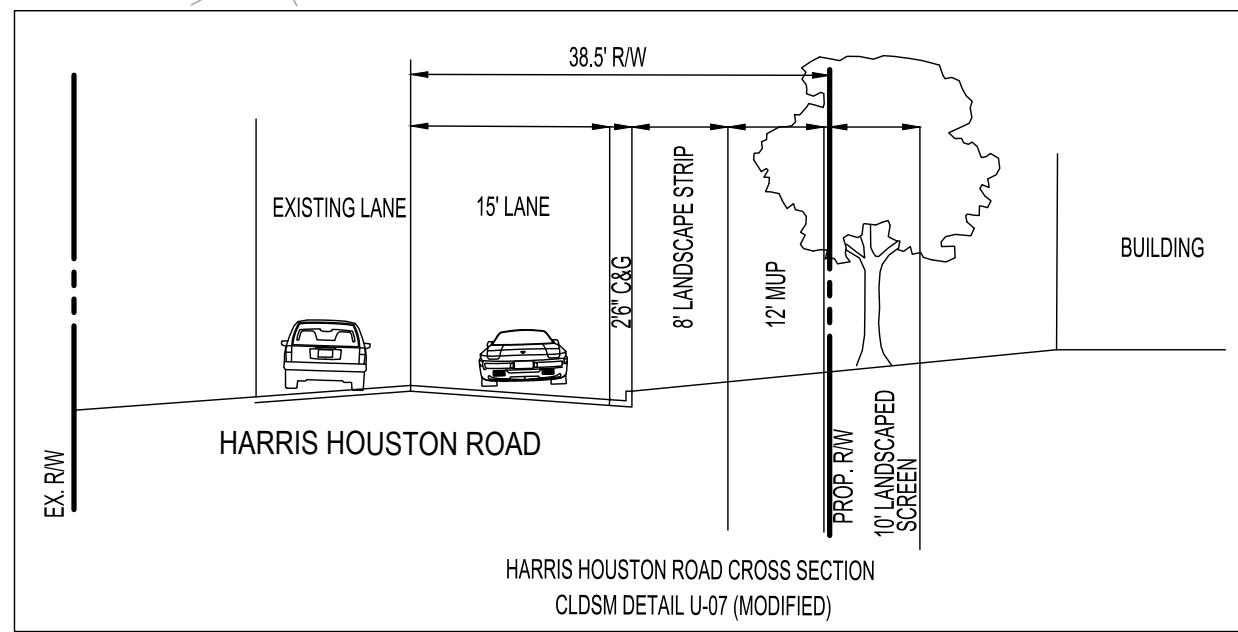 38.5' R/W
EXISTING LANE
15' LANE
2'6" C&G
8' LANDSCAPE STRIP
12' MUP
BUILDING
HARRIS HOUSTON ROAD
EX. R/W
PROP. R/W
10' LANDSCAPED
SCREEN
HARRIS HOUSTON ROAD CROSS SECTION
CLDSM DETAIL U-07 (MODIFIED)